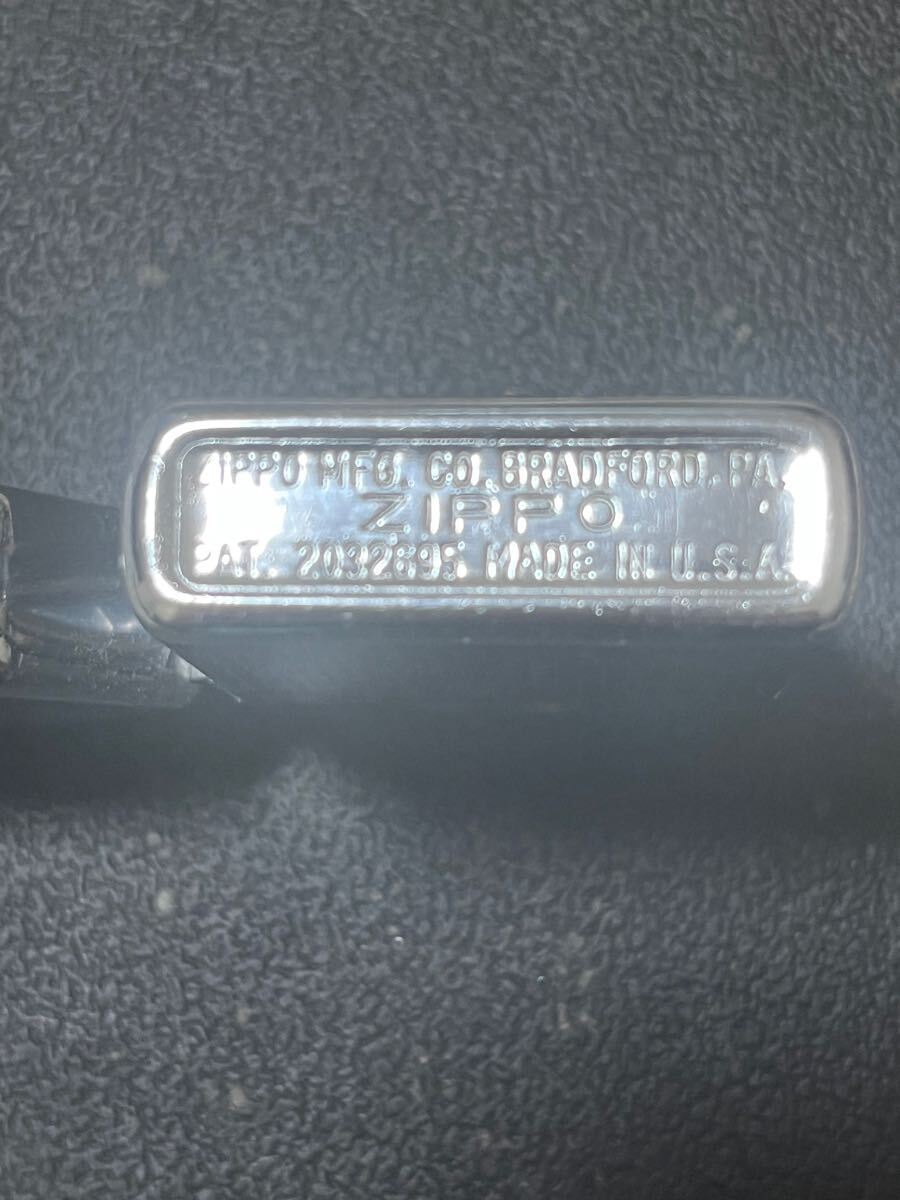 ZIPPO MFG. CO. BRADFORD, PA.
ZIPPO
PAT. 2032695 MADE IN U.S.A.